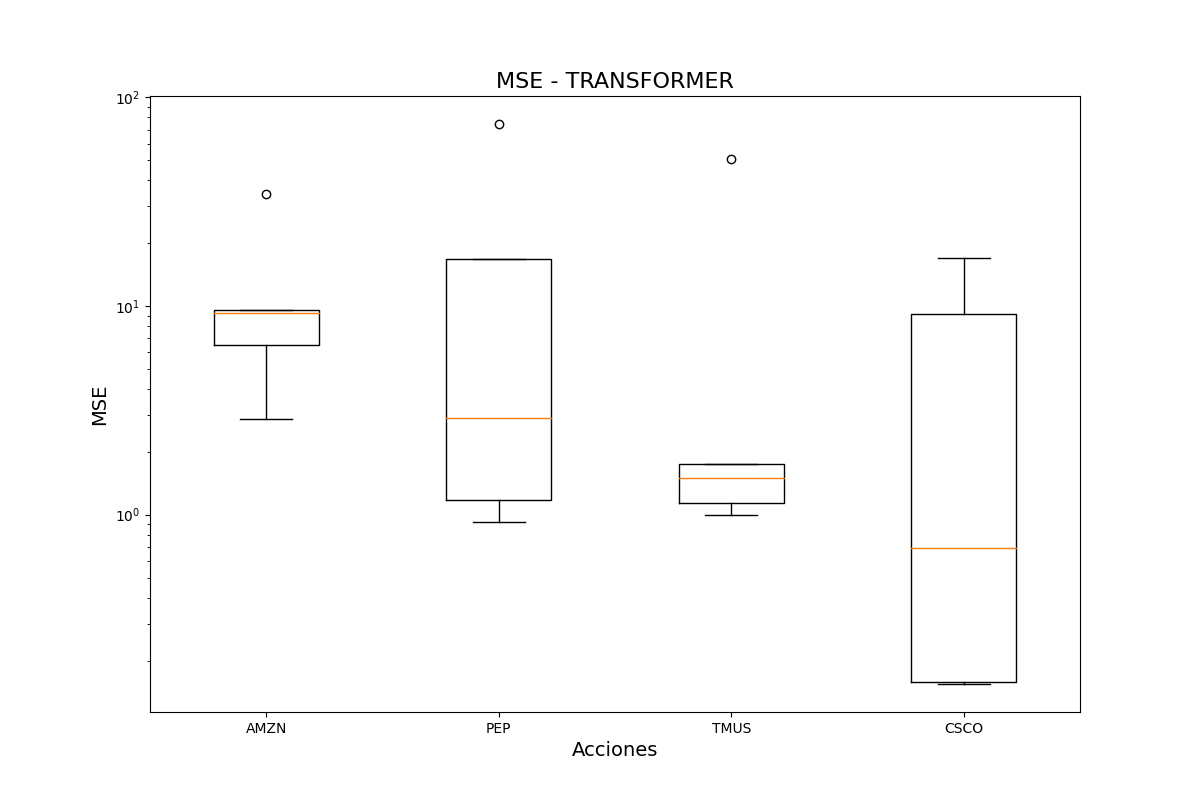 MSE - TRANSFORMER
10²
10¹
10⁰
MSE
AMZN PEP TMUS CSCO
Acciones